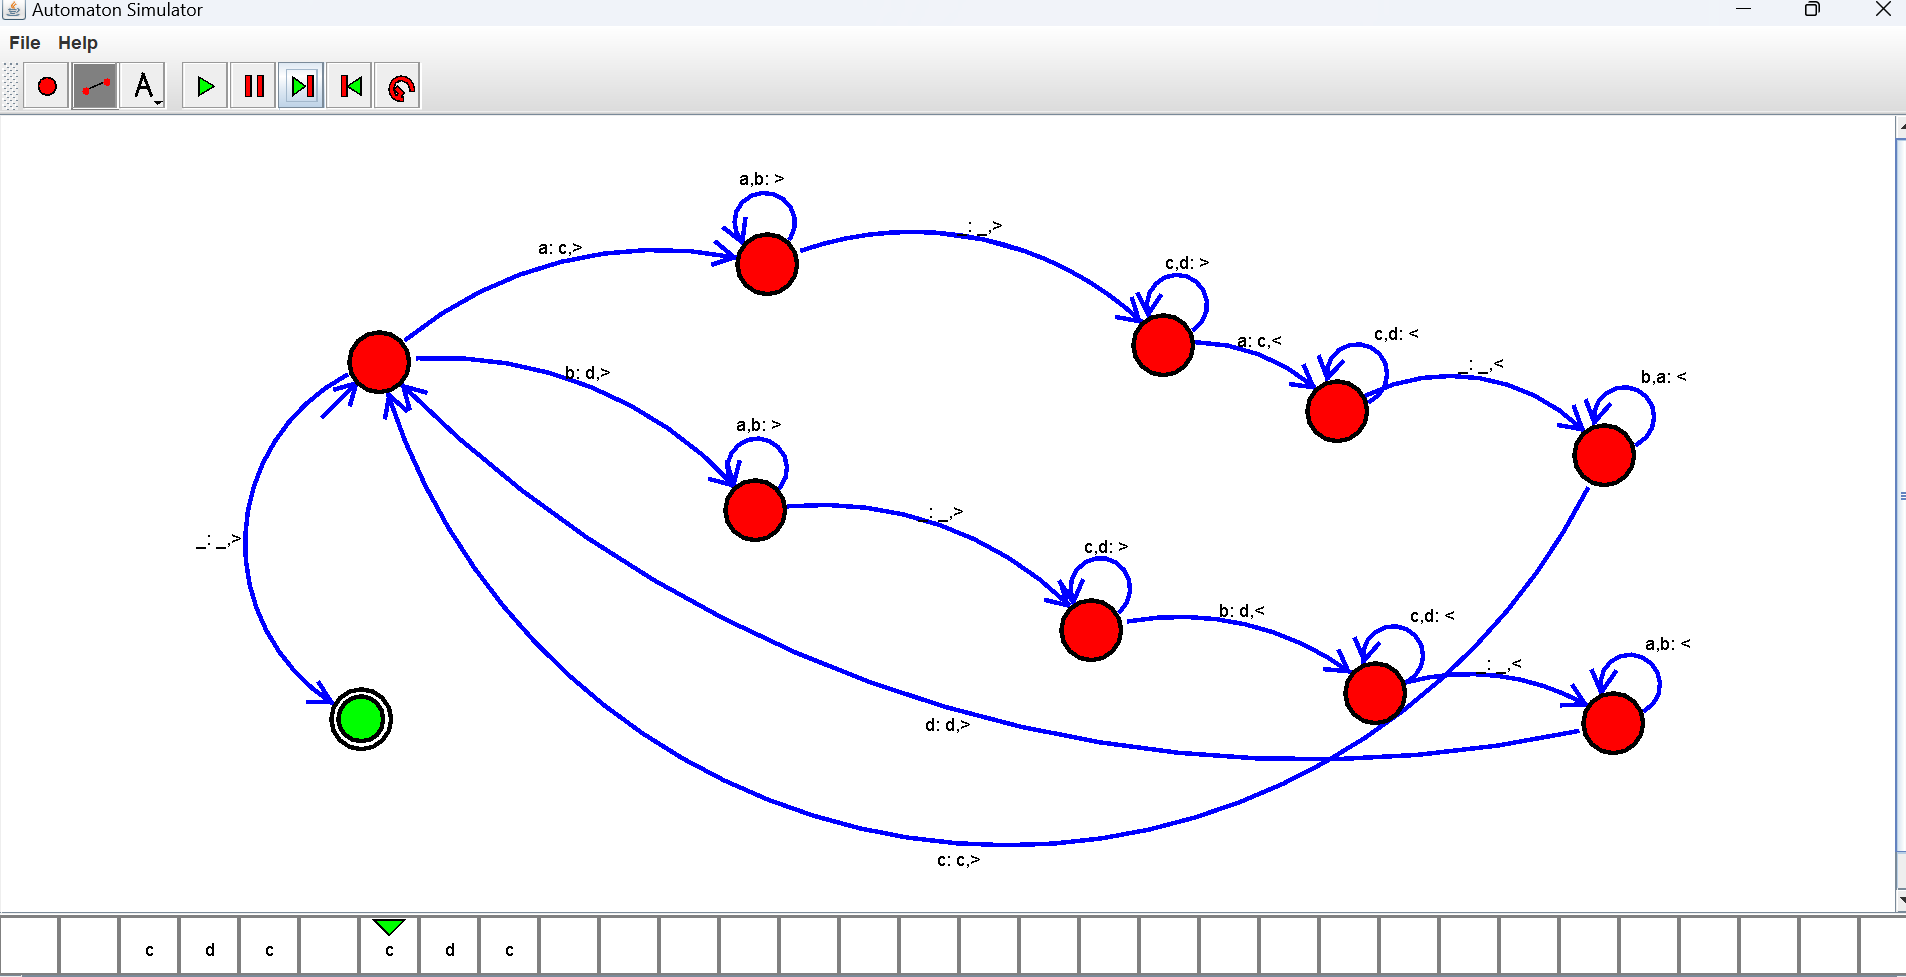 Automaton Simulator
File Help
A
a,b: >
a: c,>
_: _,>
c,d: >
a: c,<
c,d: <
_: _,<
b,a: <
b: d,>
a,b: >
_: _,>
_: _,>
c,d: >
b: d,<
c,d: <
_: _,<
a,b: <
d: d,>
c: c,>
c d c c d c